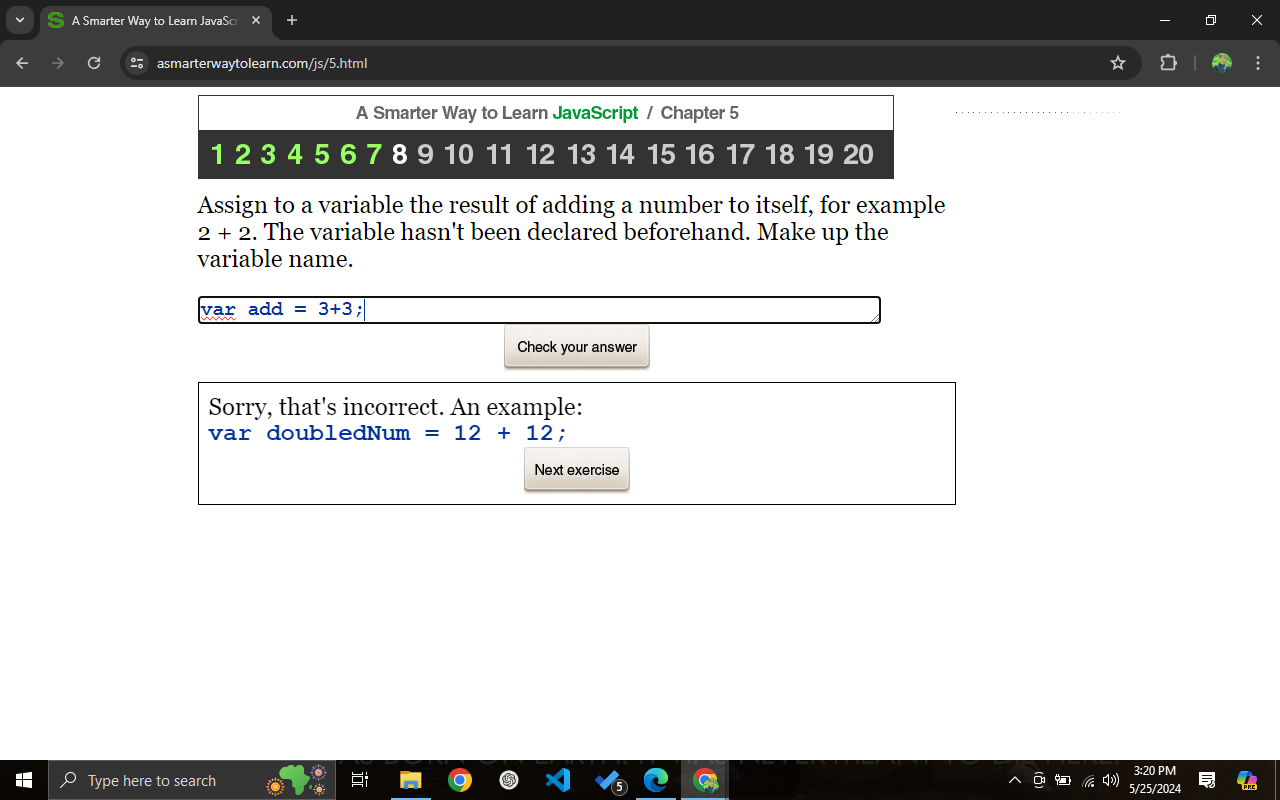 A Smarter Way to Learn JavaSc
asmarterwaytolearn.com/js/5.html
A Smarter Way to Learn JavaScript / Chapter 5
1 2 3 4 5 6 7 8 9 10 11 12 13 14 15 16 17 18 19 20
Assign to a variable the result of adding a number to itself, for example
2 + 2. The variable hasn't been declared beforehand. Make up the
variable name.
var add = 3+3;
Check your answer
Sorry, that's incorrect. An example:
var doubledNum = 12 + 12;
Next exercise
Type here to search
5
3:20 PM
5/25/2024
PRE